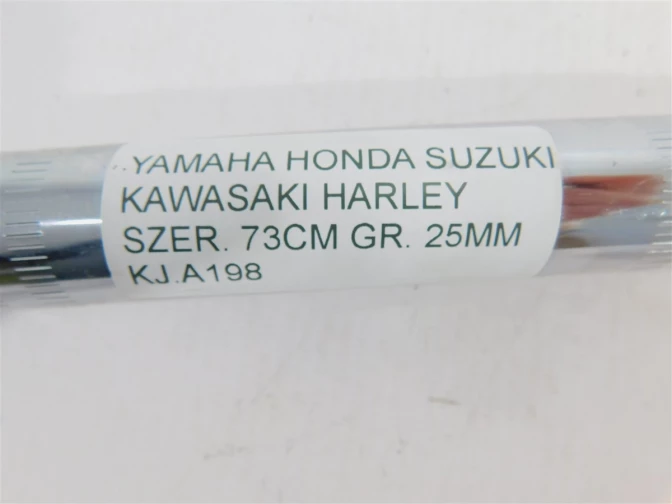 ..YAMAHA HONDA SUZUKI
KAWASAKI HARLEY
SZER. 73CM GR. 25MM
KJ.A198